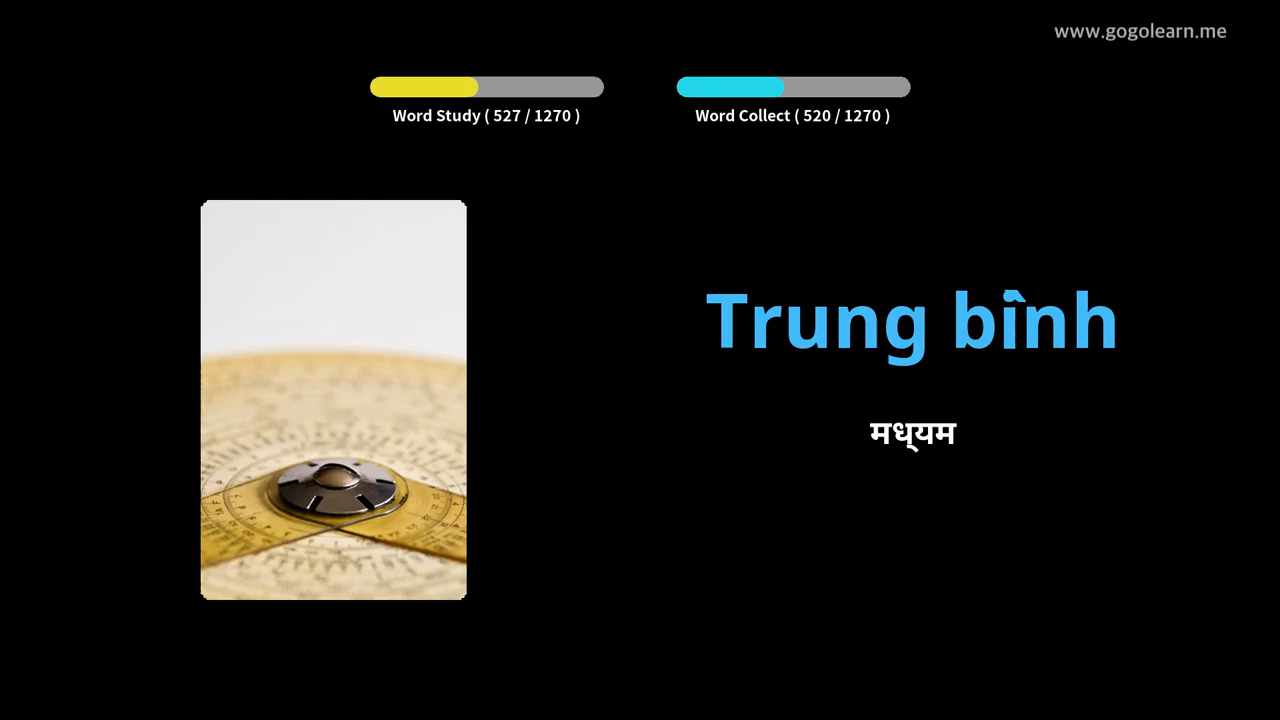 www.gogolearn.me
Word Study ( 527 / 1270 )
Word Collect ( 520 / 1270 )
Trung bình
मध्यम